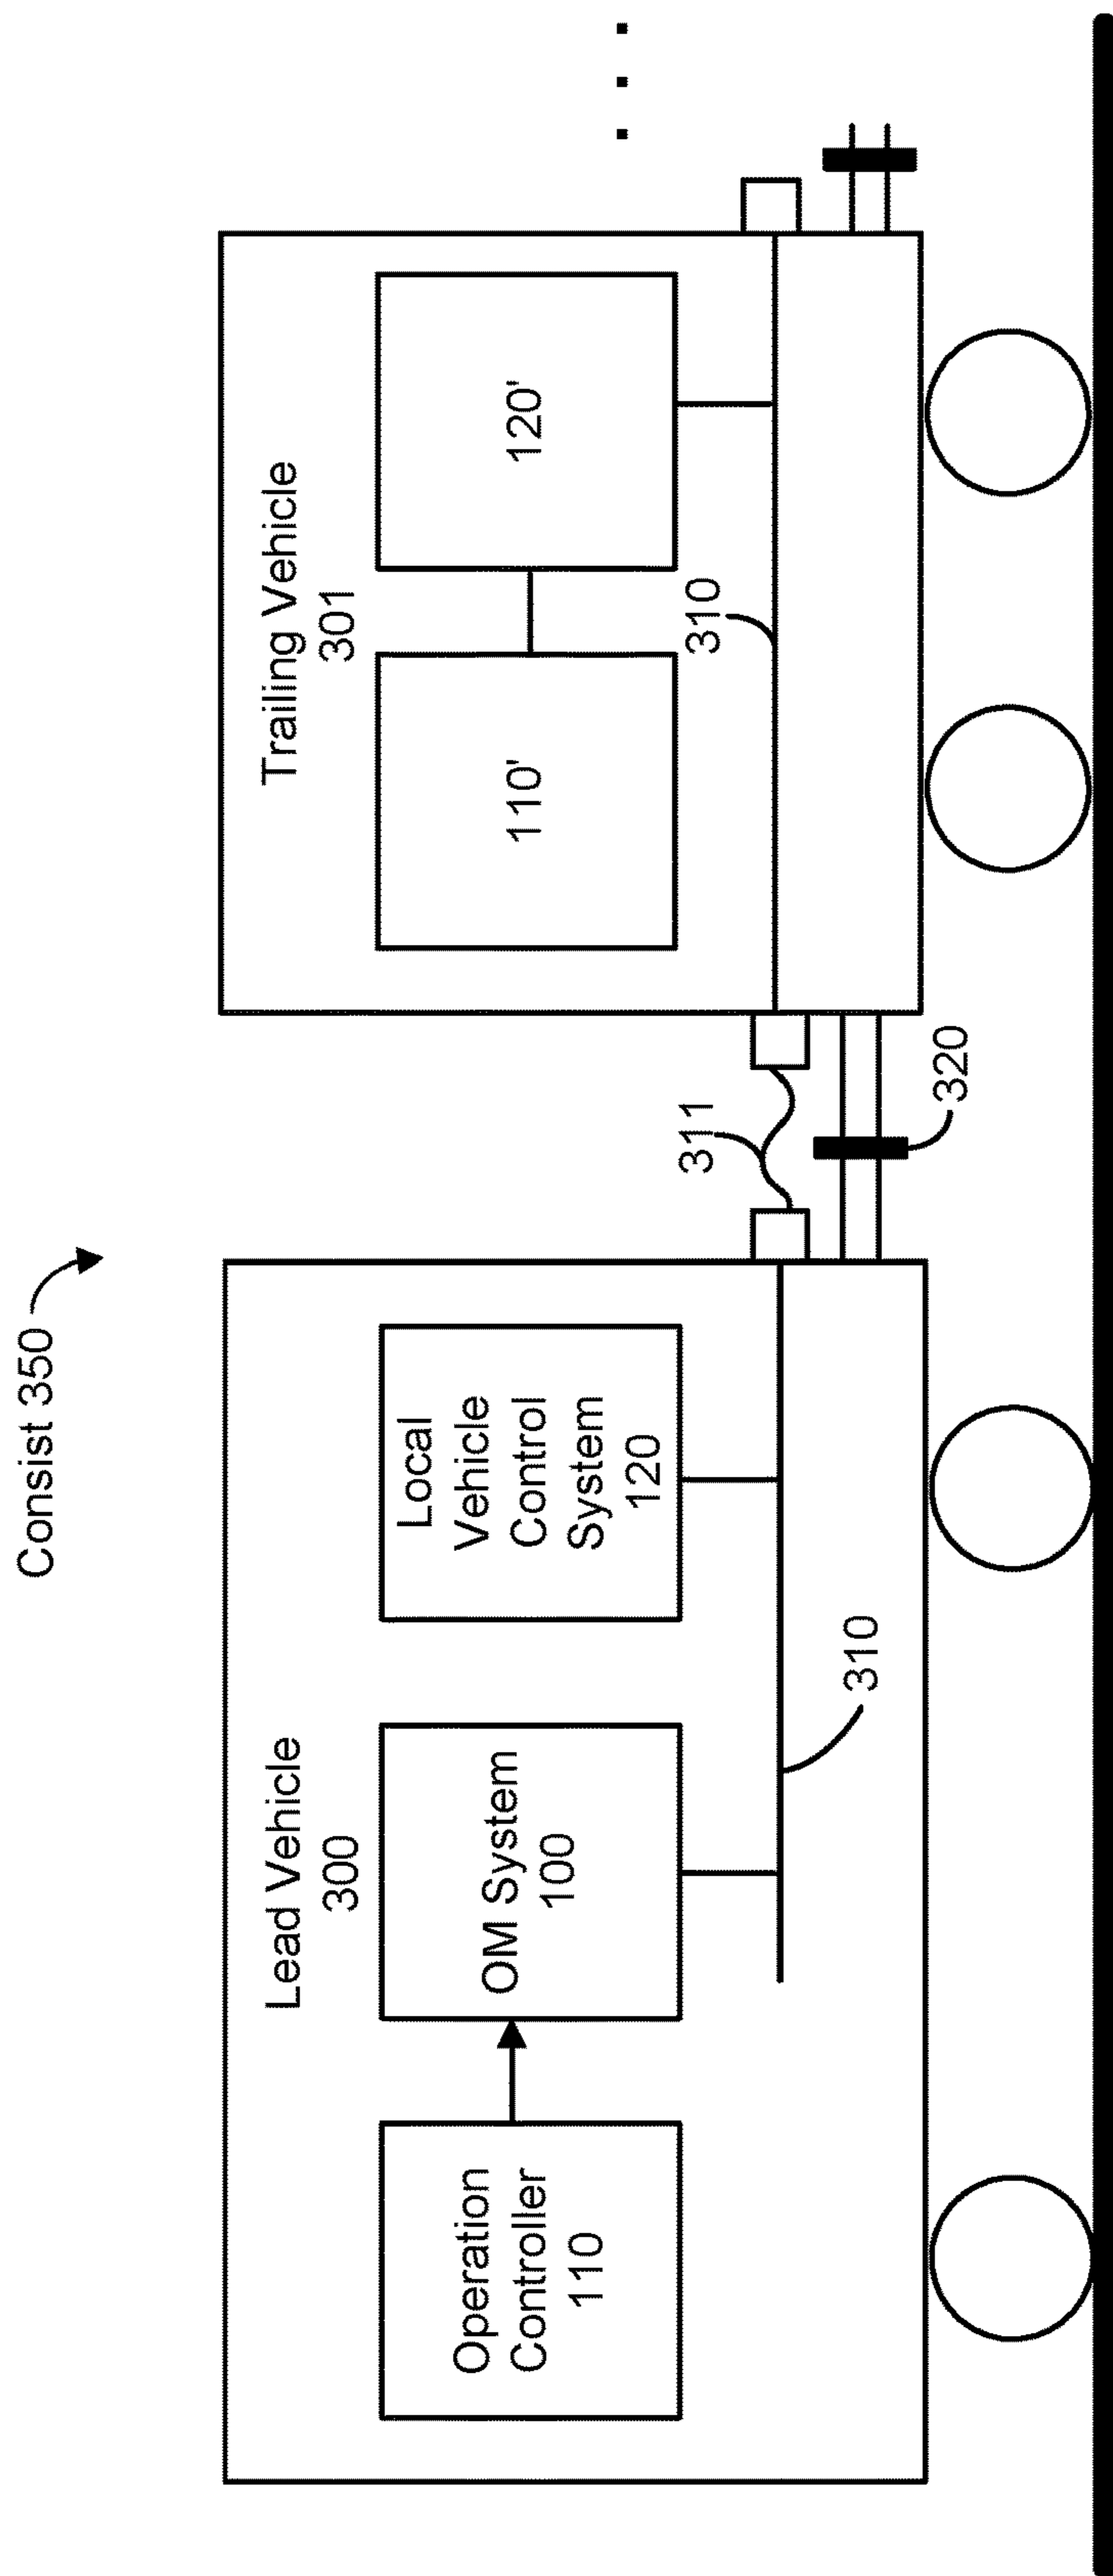 Consist 350
Lead Vehicle
300
Operation
Controller
110
OM System
100
Local
Vehicle
Control
System
120
310
311
320
Trailing Vehicle
301
110'
120'
310